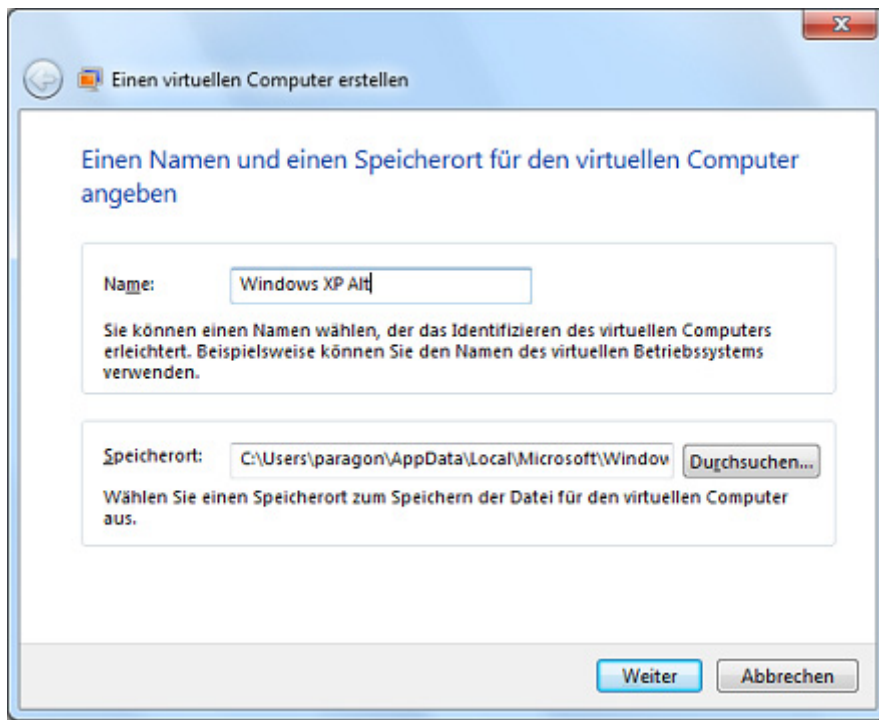 Einen virtuellen Computer erstellen
Einen Namen und einen Speicherort für den virtuellen Computer
angeben
Name: Windows XP Alt
Sie können einen Namen wählen, der das Identifizieren des virtuellen Computers
erleichtert. Beispielsweise können Sie den Namen des virtuellen Betriebssystems
verwenden.
Speicherort: C:\Users\paragon\AppData\Local\Microsoft\Window Durchsuchen...
Wählen Sie einen Speicherort zum Speichern der Datei für den virtuellen Computer
aus.
Weiter Abbrechen